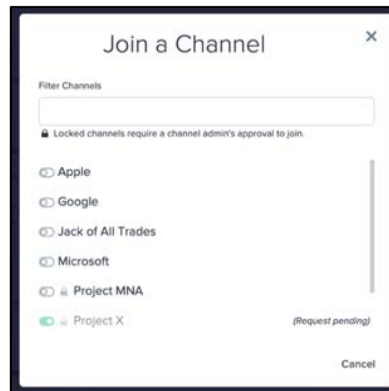 Join a Channel
Filter Channels
Locked channels require a channel admin's approval to join.
Apple
Google
Jack of All Trades
Microsoft
Project MNA
Project X (Request pending)
Cancel